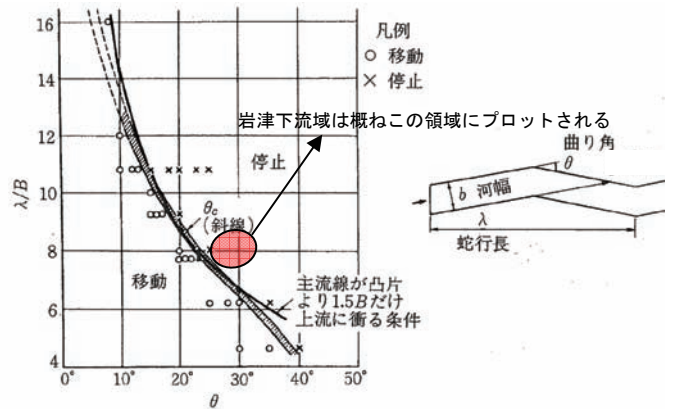 16
14
12
10
8
6
4
λ/B
0°
10°
20°
30°
40°
50°
θ
凡例
○ 移動
× 停止
岩津下流域は概ねこの領域にプロットされる
停止
θc
(斜線)
移動
主流線が凸片
より1.5Bだけ
上流に衝る条件
曲り角
θ
b 河幅
λ
蛇行長